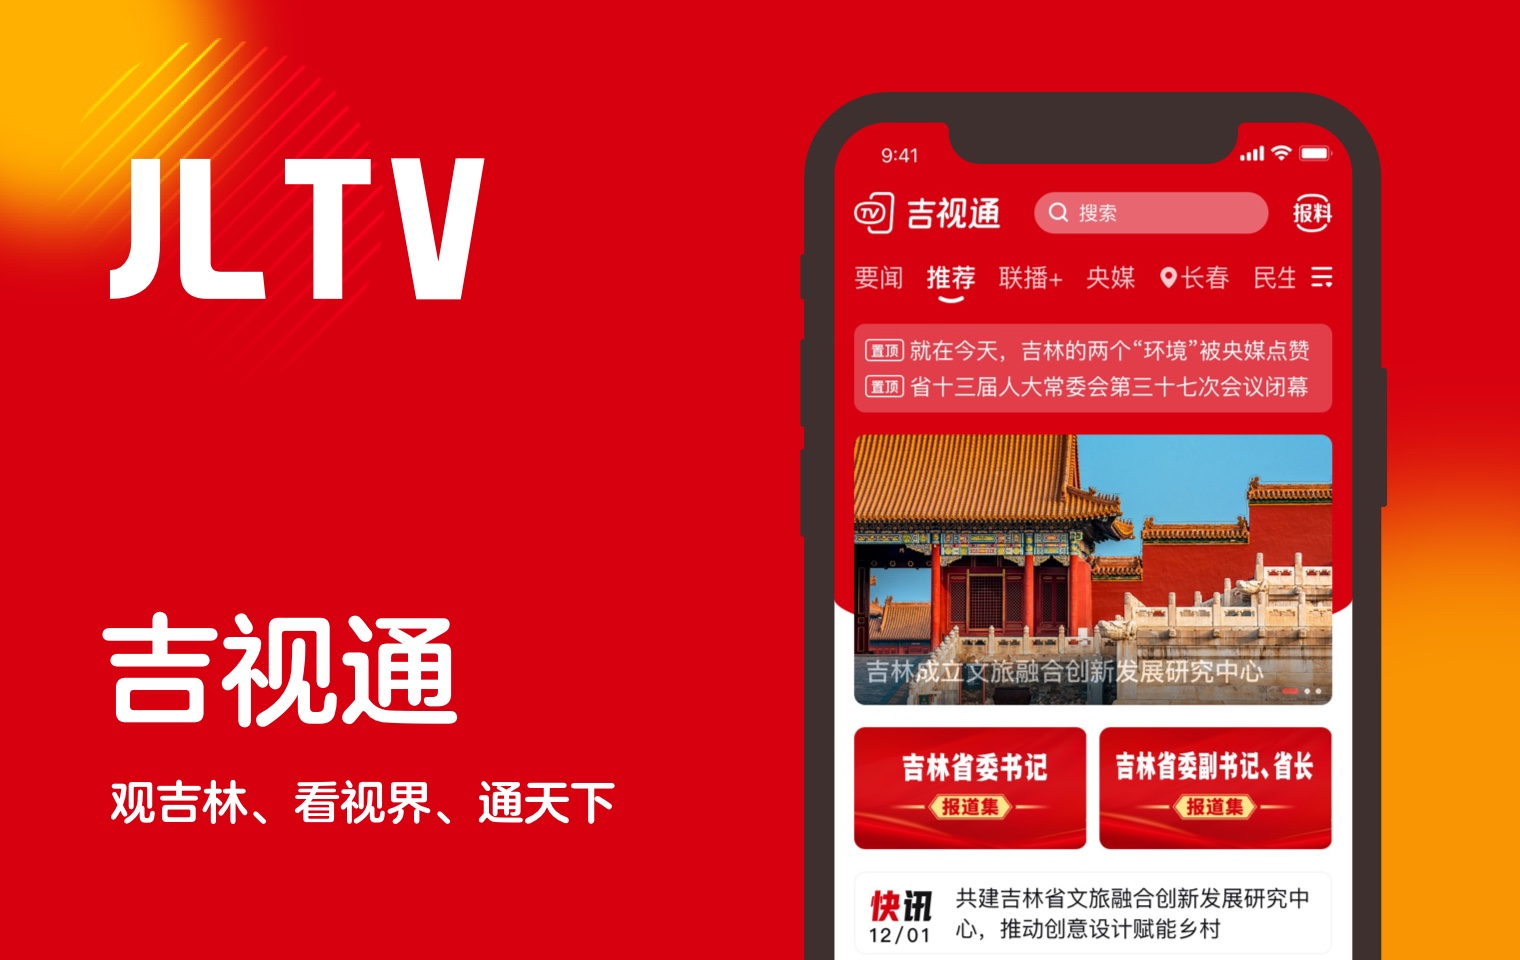 JLTV
吉视通
观吉林、看视界、通天下
9:41
TV 吉视通 搜索 报料
要闻 推荐 联播+ 央媒 长春 民生
置顶 就在今天，吉林的两个“环境”被央媒点赞
置顶 省十三届人大常委会第三十七次会议闭幕
吉林成立文旅融合创新发展研究中心
吉林省委书记
报道集
吉林省委副书记、省长
报道集
快讯
12/01
共建吉林省文旅融合创新发展研究中
心，推动创意设计赋能乡村